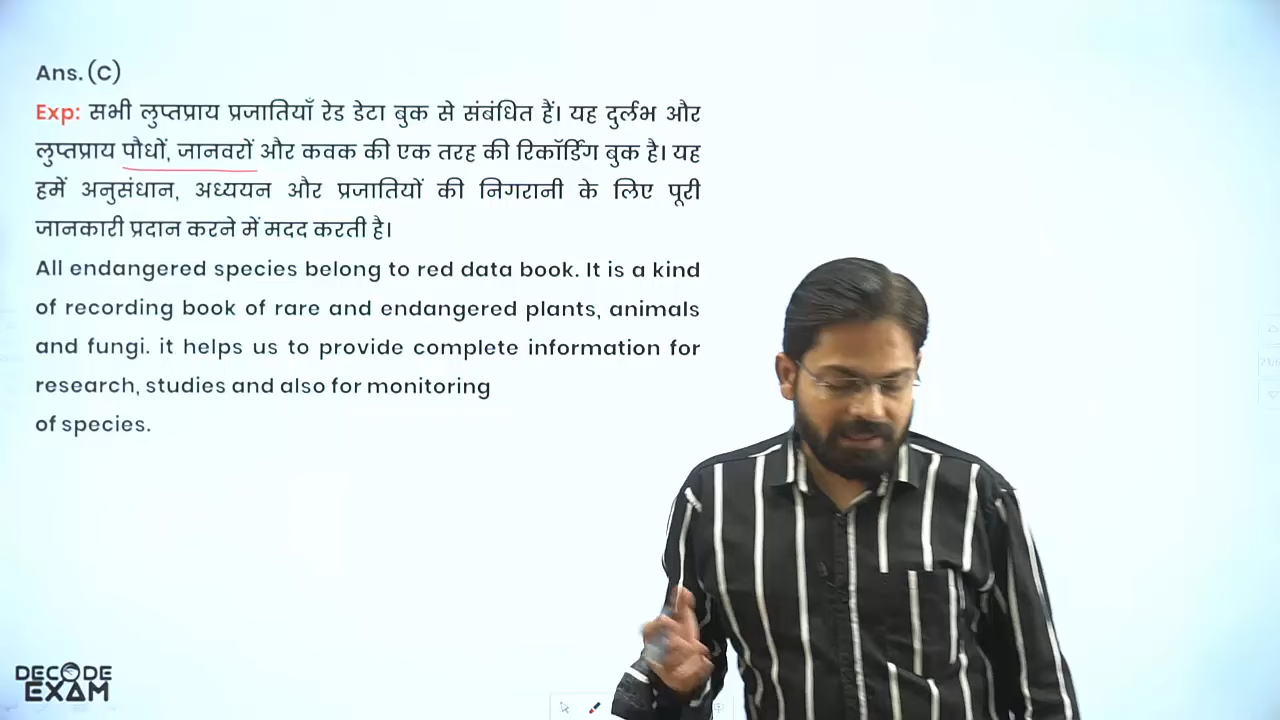 Ans. (C)
Exp: सभी लुप्तप्राय प्रजातियाँ रेड डेटा बुक से संबंधित हैं। यह दुर्लभ और
लुप्तप्राय पौधों, जानवरों और कवक की एक तरह की रिकॉर्डिंग बुक है। यह
हमें अनुसंधान, अध्ययन और प्रजातियों की निगरानी के लिए पूरी
जानकारी प्रदान करने में मदद करती है।
All endangered species belong to red data book. It is a kind
of recording book of rare and endangered plants, animals
and fungi. it helps us to provide complete information for
research, studies and also for monitoring
of species.
DECODE
EXAM